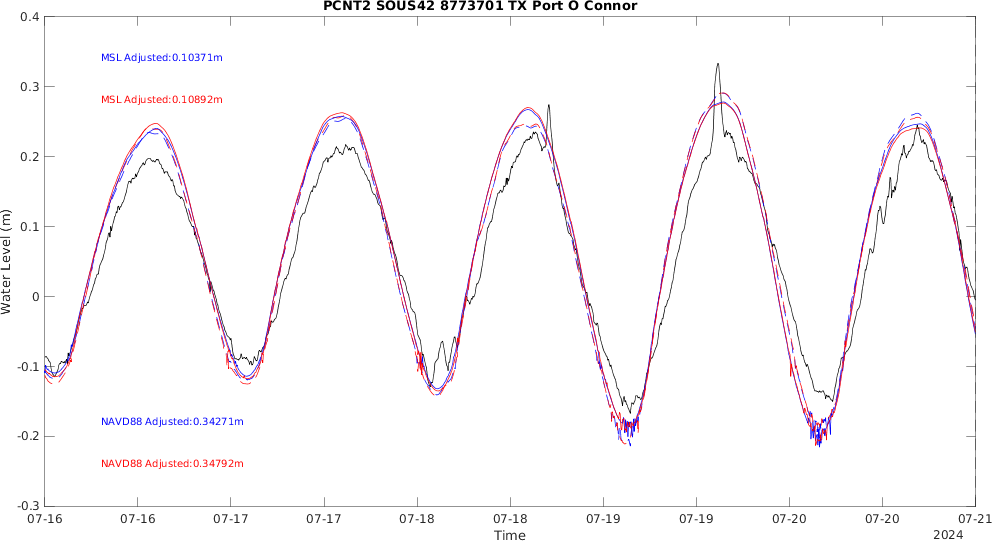 PCNT2 SOUS42 8773701 TX Port O Connor
0.4
MSL Adjusted:0.10371m
0.3
MSL Adjusted:0.10892m
0.2
0.1
Water Level (m)
0
-0.1
-0.2
NAVD88 Adjusted:0.34271m
NAVD88 Adjusted:0.34792m
-0.3
07-16 07-16 07-17 07-17 07-18 07-18 07-19 07-19 07-20 07-20 07-21
Time
2024